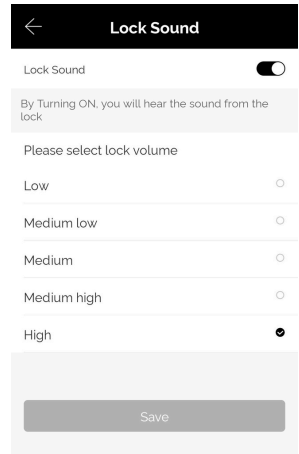 Lock Sound
Lock Sound
By Turning ON, you will hear the sound from the
lock
Please select lock volume
Low
Medium low
Medium
Medium high
High
Save